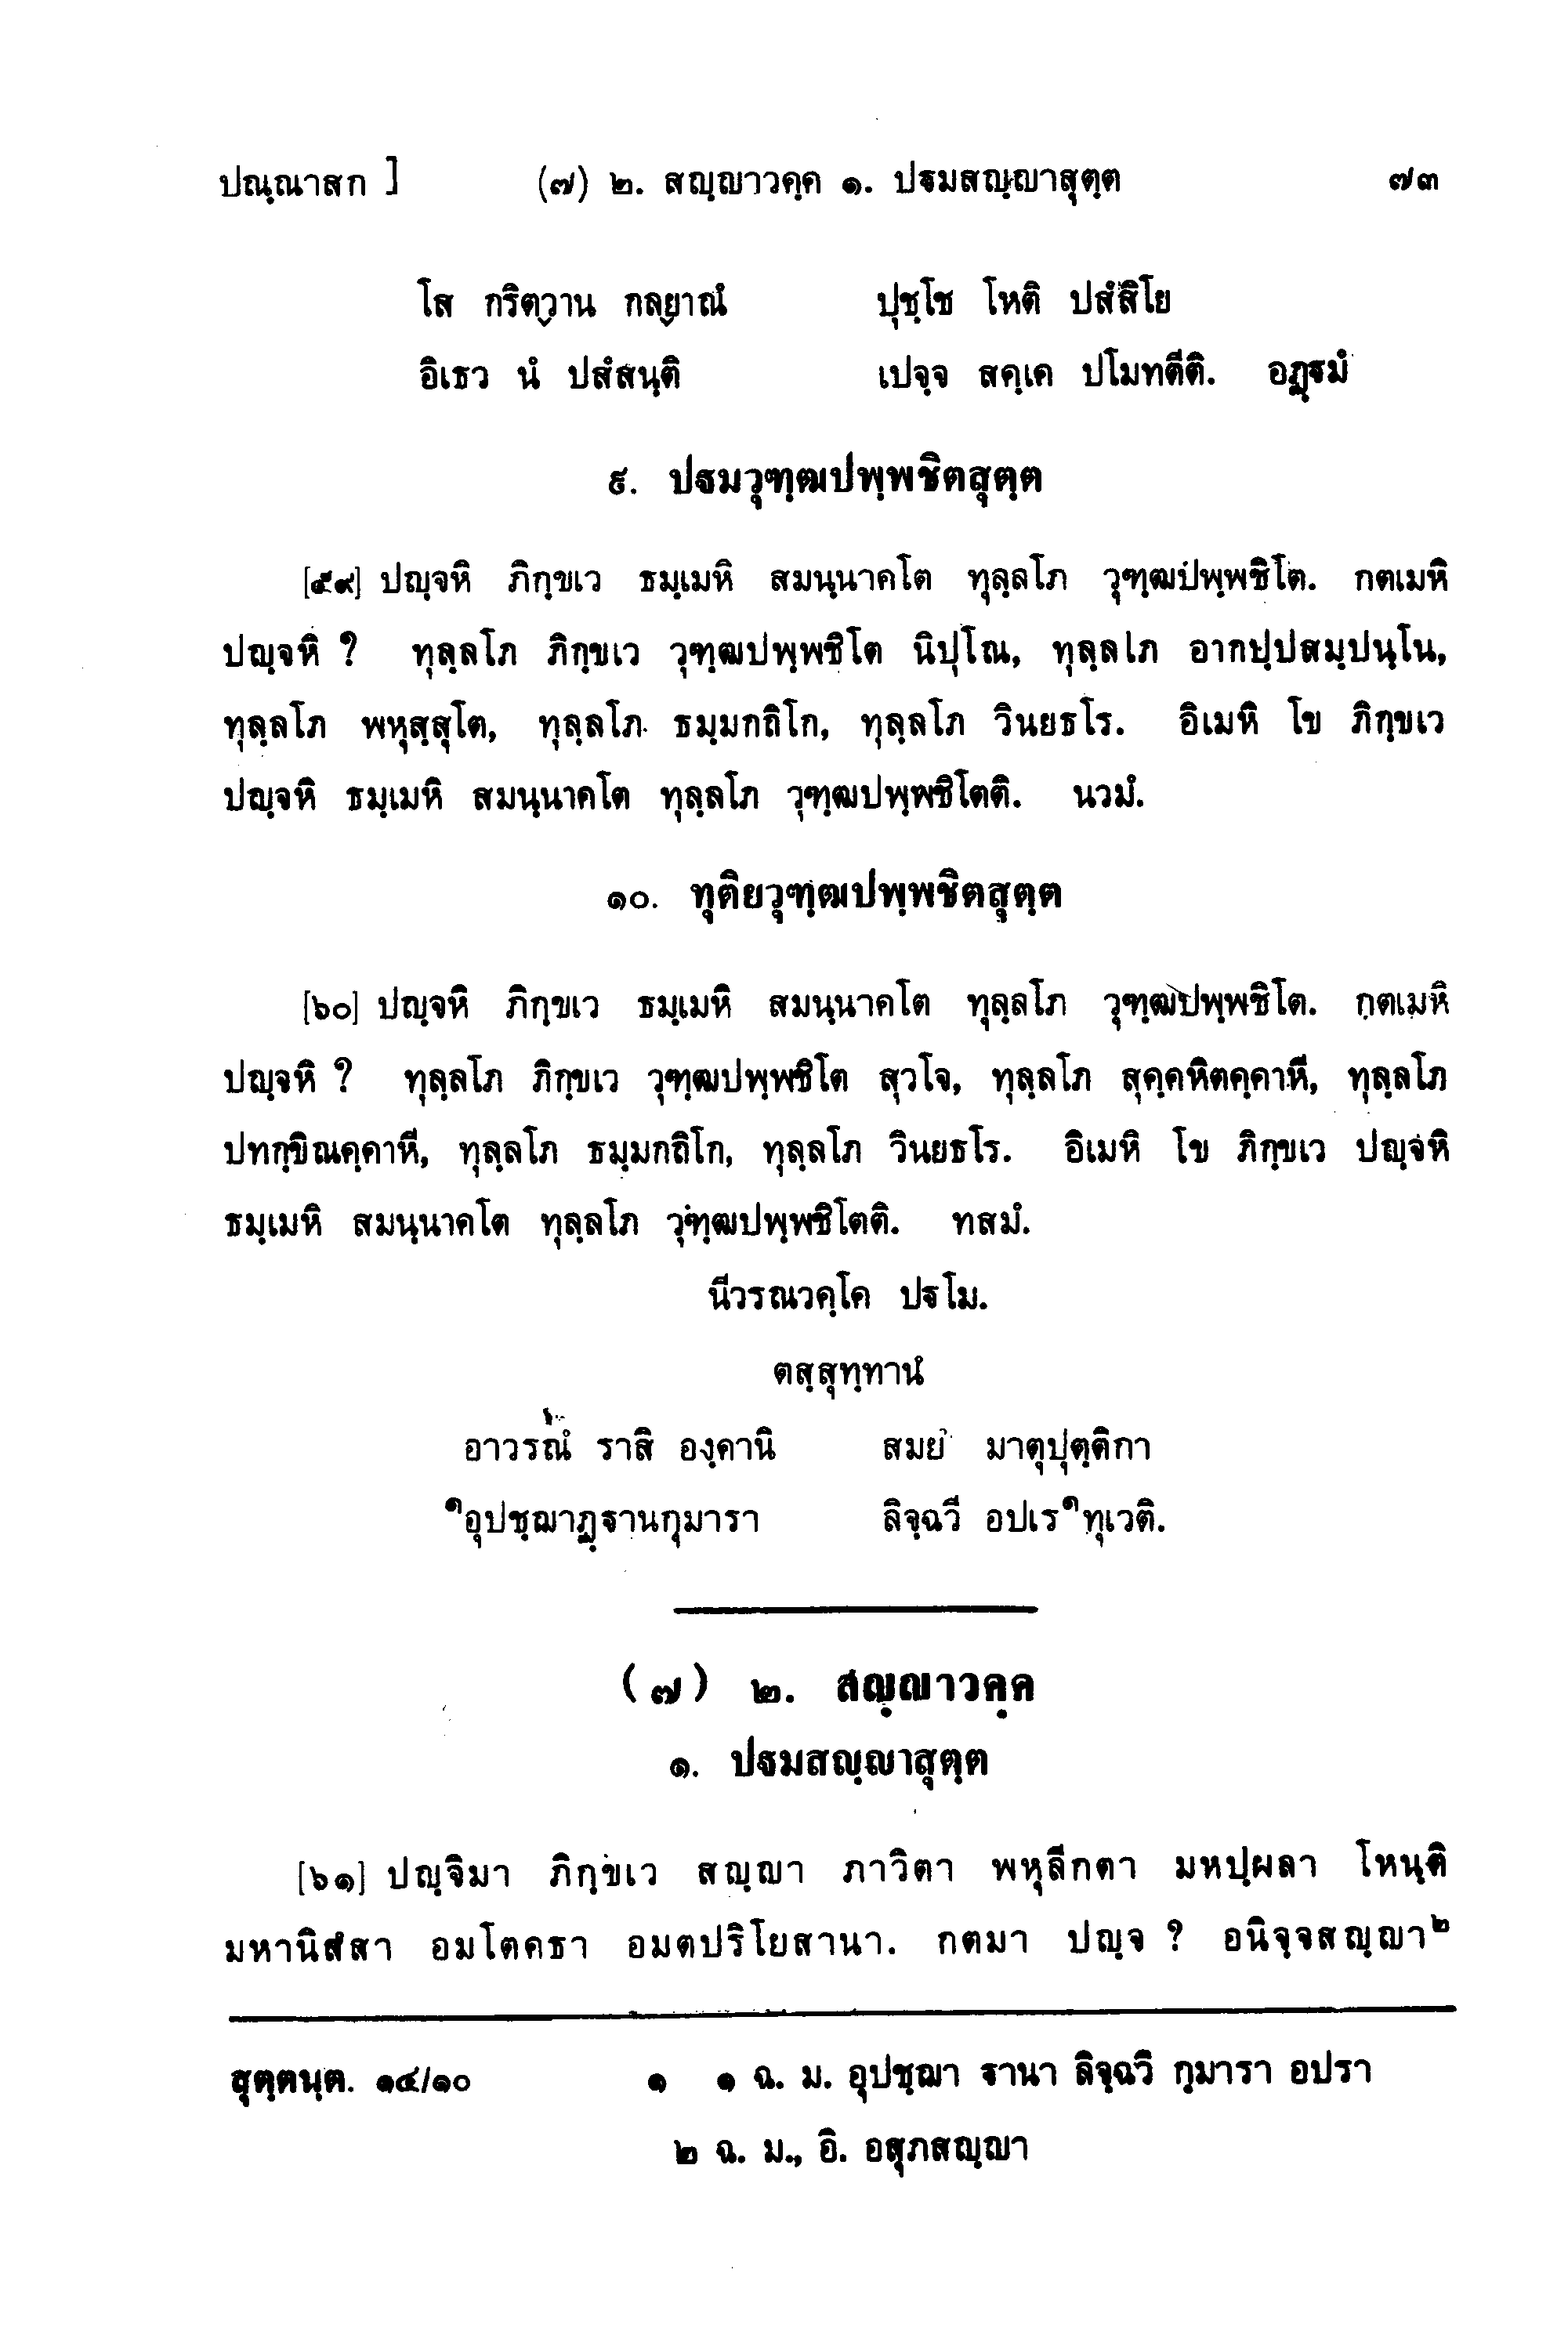 ปณฺณาสก ] (๗) ๒. สญฺญาวคฺค ๑. ปฐมสญฺญาสุตฺต ๗๓
โส กริตฺวาน กลฺยาณํ ปุชฺโช โหติ ปสํสิโย
อิเธว นํ ปสํสนฺติ เปจฺจ สคฺเค ปโมทตีติ. อฏฺฐมํ
๙. ปฐมวุฑฺฒปพฺพชิตสุตฺต
[๕๙] ปญฺจหิ ภิกฺขเว ธมฺเมหิ สมนฺนาคโต ทุลฺลโภ วุฑฺฒปพฺพชิโต. กตเมหิ
ปญฺจหิ ? ทุลฺลโภ ภิกฺขเว วุฑฺฒปพฺพชิโต นิปุโณ, ทุลฺลโภ อากปฺปสมฺปนฺโน,
ทุลฺลโภ พหุสฺสุโต, ทุลฺลโภ ธมฺมกถิโก, ทุลฺลโภ วินยธโร. อิเมหิ โข ภิกฺขเว
ปญฺจหิ ธมฺเมหิ สมนฺนาคโต ทุลฺลโภ วุฑฺฒปพฺพชิโตติ. นวมํ.
๑๐. ทุติยวุฑฺฒปพฺพชิตสุตฺต
[๖๐] ปญฺจหิ ภิกฺขเว ธมฺเมหิ สมนฺนาคโต ทุลฺลโภ วุฑฺฒปพฺพชิโต. กตเมหิ
ปญฺจหิ ? ทุลฺลโภ ภิกฺขเว วุฑฺฒปพฺพชิโต สุวโจ, ทุลฺลโภ สุคฺคหิตคฺคาหี, ทุลฺลโภ
ปทกฺขิณคฺคาหี, ทุลฺลโภ ธมฺมกถิโก, ทุลฺลโภ วินยธโร. อิเมหิ โข ภิกฺขเว ปญฺจหิ
ธมฺเมหิ สมนฺนาคโต ทุลฺลโภ วุฑฺฒปพฺพชิโตติ. ทสมํ.
นีวรณวคฺโค ปฐโม.
ตสฺสุทฺทานํ
อาวรณํ ราสิ องฺคานิ สมยํ มาตุปุตฺติกา
๑อุปชฺฌาฏฺฐานกุมารา ลิจฺฉวี อปเร๑ทุเวติ.
(๗) ๒. สญฺญาวคฺค
๑. ปฐมสญฺญาสุตฺต
[๖๑] ปญฺจิมา ภิกฺขเว สญฺญา ภาวิตา พหุลีกตา มหปฺผลา โหนฺติ
มหานิสํสา อมโตคธา อมตปริโยสานา. กตมา ปญฺจ ? อนิจฺจสญฺญา๒
สุตฺตนฺต. ๑๔/๑๐ ๑ ๑ ฉ. ม. อุปชฺฌา ฐานา ลิจฺฉวิ กุมารา อปรา
๒ ฉ. ม., อิ. อสุภสญฺญา